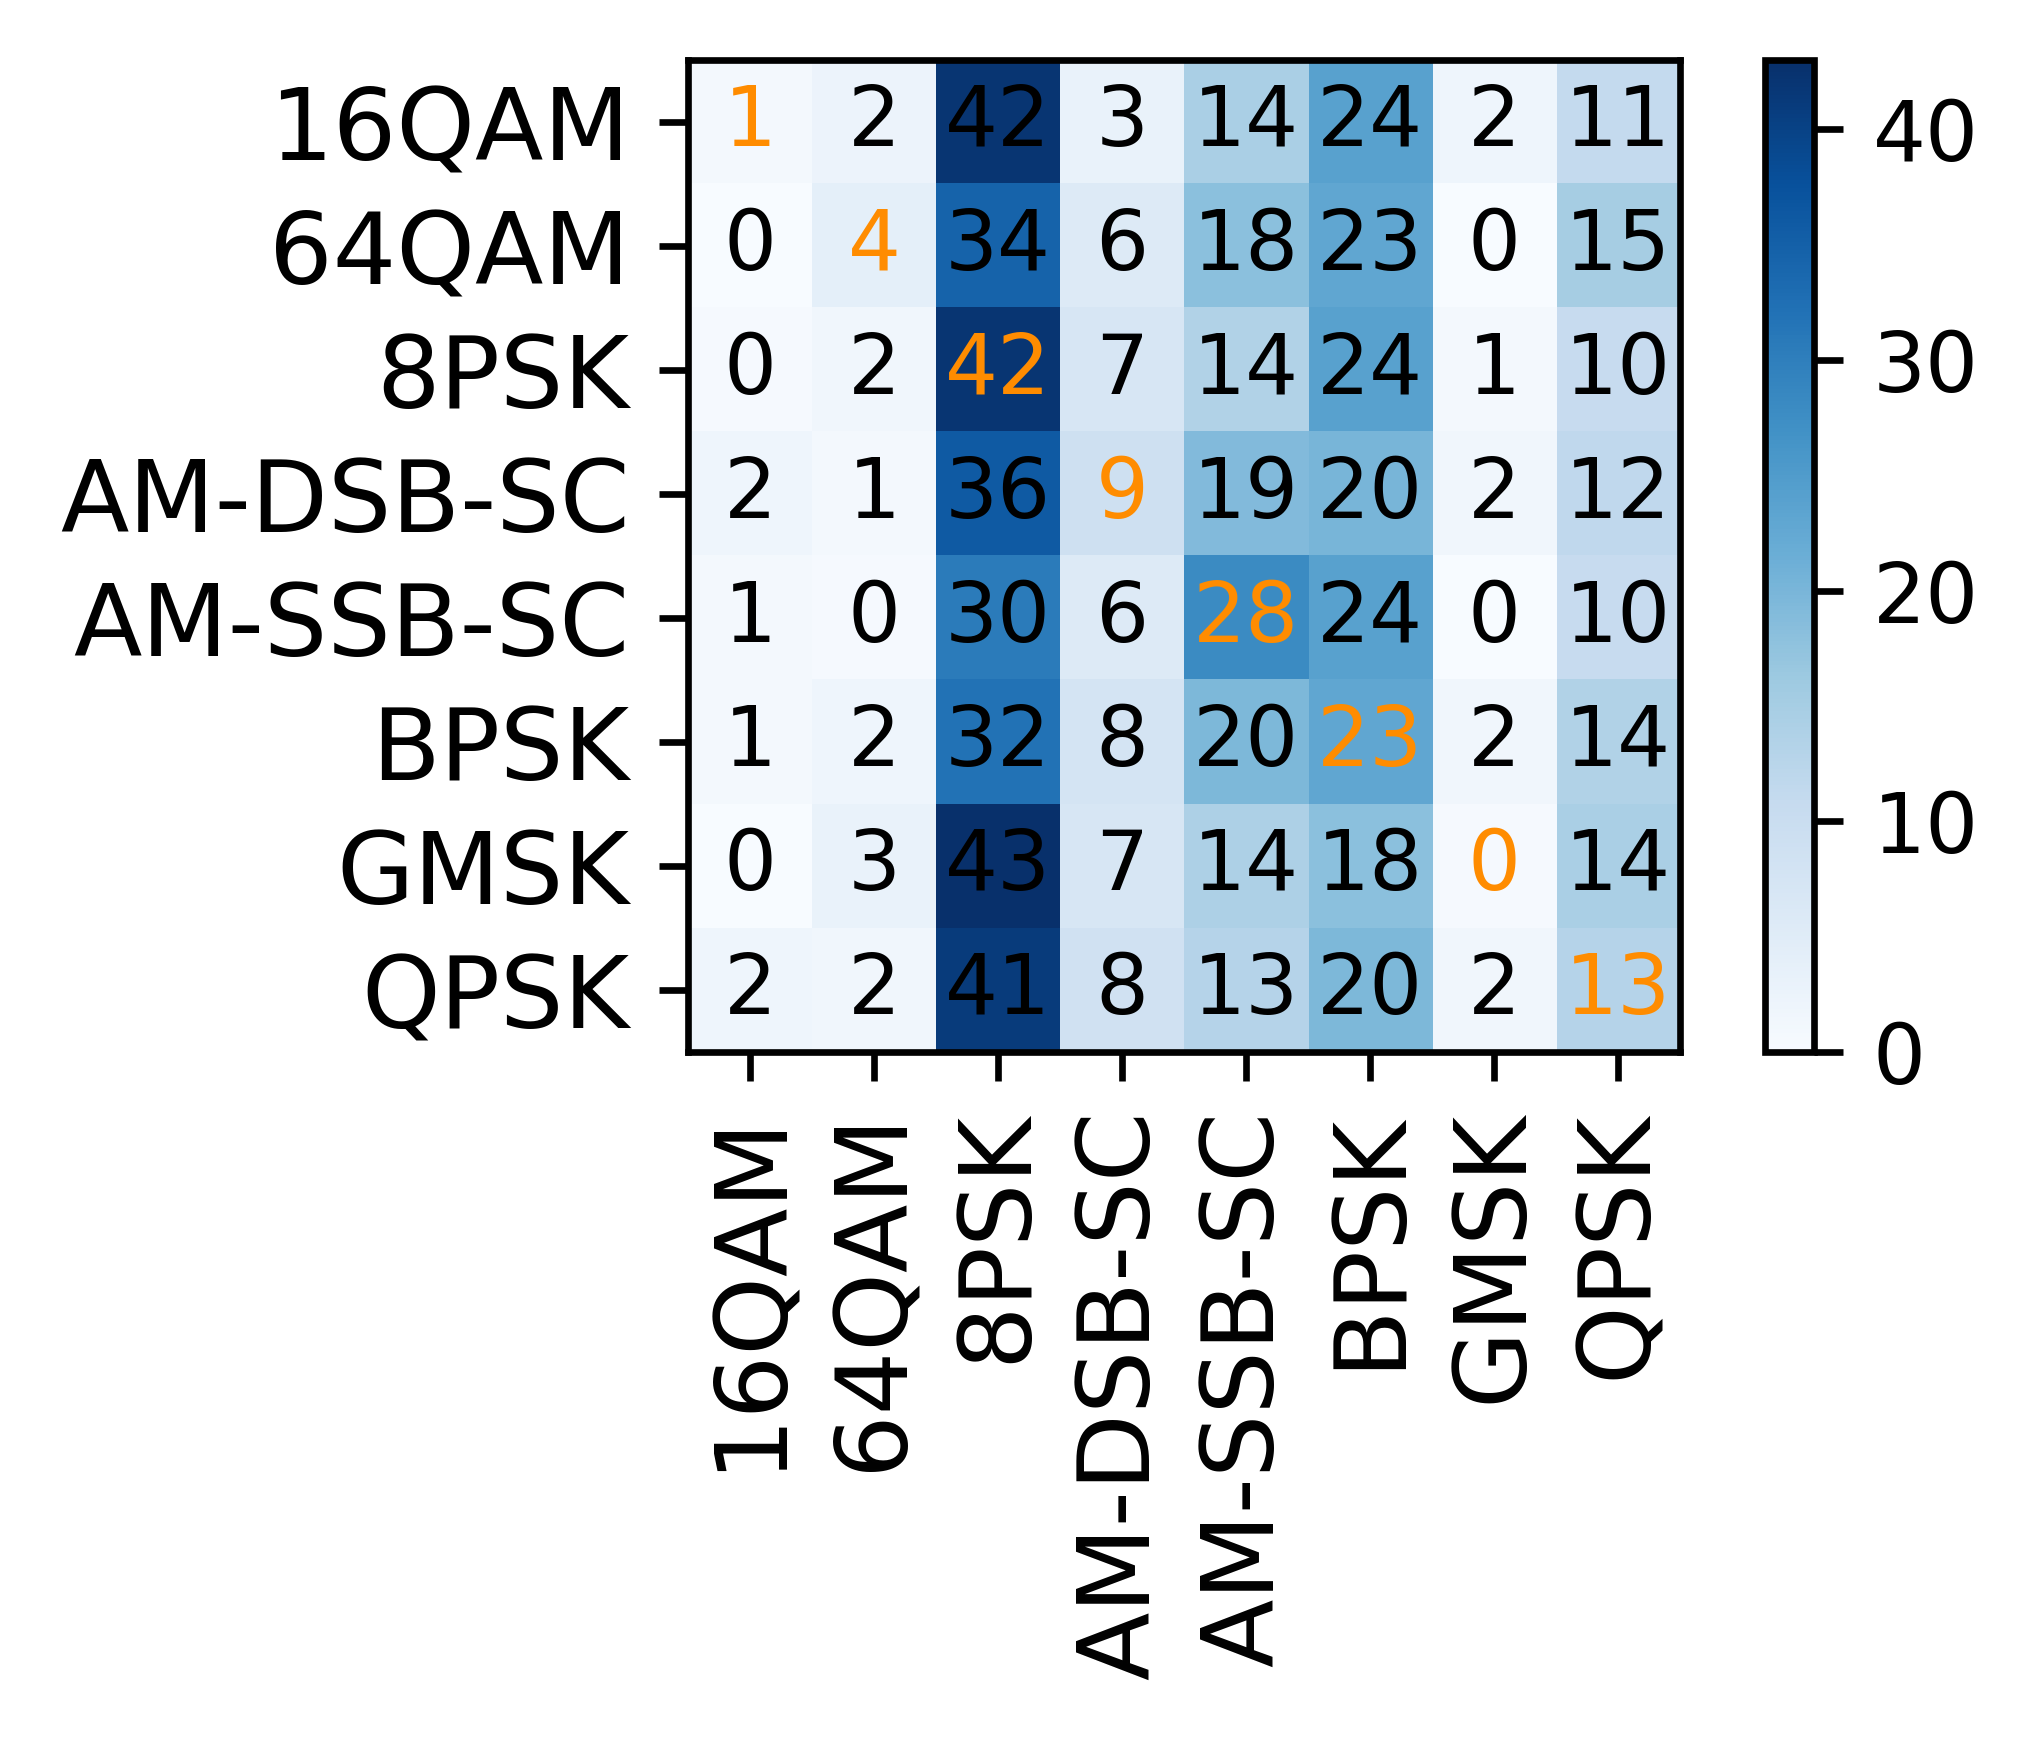 16QAM 1 2 42 3 14 24 2 11
64QAM 0 4 34 6 18 23 0 15
8PSK 0 2 42 7 14 24 1 10
AM-DSB-SC 2 1 36 9 19 20 2 12
AM-SSB-SC 1 0 30 6 28 24 0 10
BPSK 1 2 32 8 20 23 2 14
GMSK 0 3 43 7 14 18 0 14
QPSK 2 2 41 8 13 20 2 13
16QAM
64QAM
8PSK
AM-DSB-SC
AM-SSB-SC
BPSK
GMSK
QPSK
40
30
20
10
0